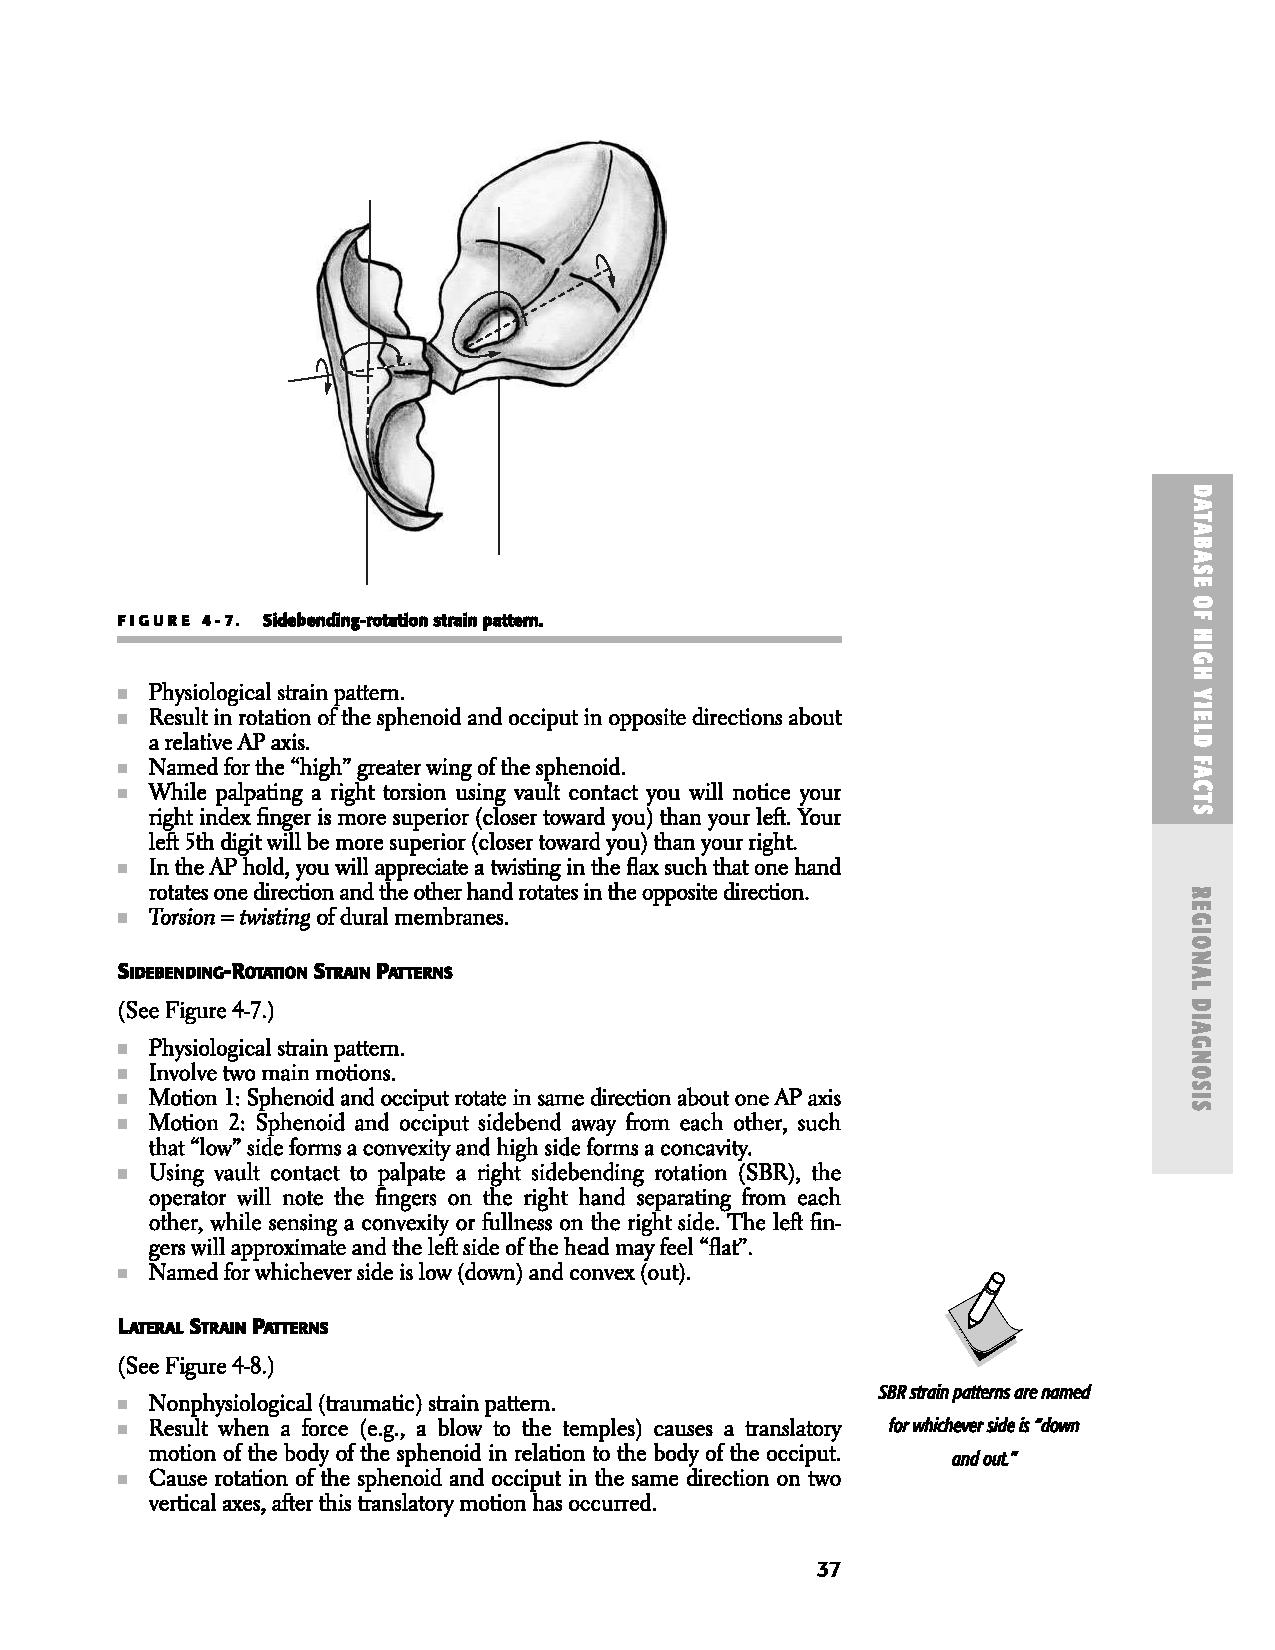 FIGURE 4-7. Sidebending-rotation strain pattern.
■ Physiological strain pattern.
■ Result in rotation of the sphenoid and occiput in opposite directions about
a relative AP axis.
■ Named for the “high” greater wing of the sphenoid.
■ While palpating a right torsion using vault contact you will notice your
right index finger is more superior (closer toward you) than your left. Your
left 5th digit will be more superior (closer toward you) than your right.
■ In the AP hold, you will appreciate a twisting in the flax such that one hand
rotates one direction and the other hand rotates in the opposite direction.
■ Torsion = twisting of dural membranes.
SIDEBENDING-ROTATION STRAIN PATTERNS
(See Figure 4-7.)
■ Physiological strain pattern.
■ Involve two main motions.
■ Motion 1: Sphenoid and occiput rotate in same direction about one AP axis
■ Motion 2: Sphenoid and occiput sidebend away from each other, such
that “low” side forms a convexity and high side forms a concavity.
■ Using vault contact to palpate a right sidebending rotation (SBR), the
operator will note the fingers on the right hand separating from each
other, while sensing a convexity or fullness on the right side. The left fin-
gers will approximate and the left side of the head may feel “flat”.
■ Named for whichever side is low (down) and convex (out).
LATERAL STRAIN PATTERNS
(See Figure 4-8.)
■ Nonphysiological (traumatic) strain pattern.
■ Result when a force (e.g., a blow to the temples) causes a translatory
motion of the body of the sphenoid in relation to the body of the occiput.
■ Cause rotation of the sphenoid and occiput in the same direction on two
vertical axes, after this translatory motion has occurred.
SBR strain patterns are named
for whichever side is “down
and out.”
DATABASE OF HIGH YIELD FACTS
REGIONAL DIAGNOSIS
37